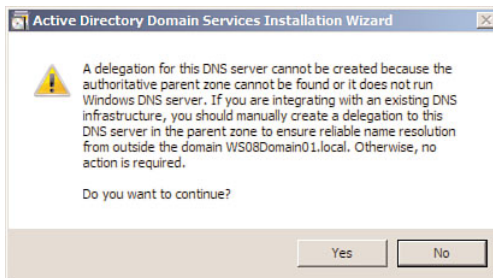 Active Directory Domain Services Installation Wizard
A delegation for this DNS server cannot be created because the
authoritative parent zone cannot be found or it does not run
Windows DNS server. If you are integrating with an existing DNS
infrastructure, you should manually create a delegation to this
DNS server in the parent zone to ensure reliable name resolution
from outside the domain WS08Domain01.local. Otherwise, no
action is required.
Do you want to continue?
Yes
No